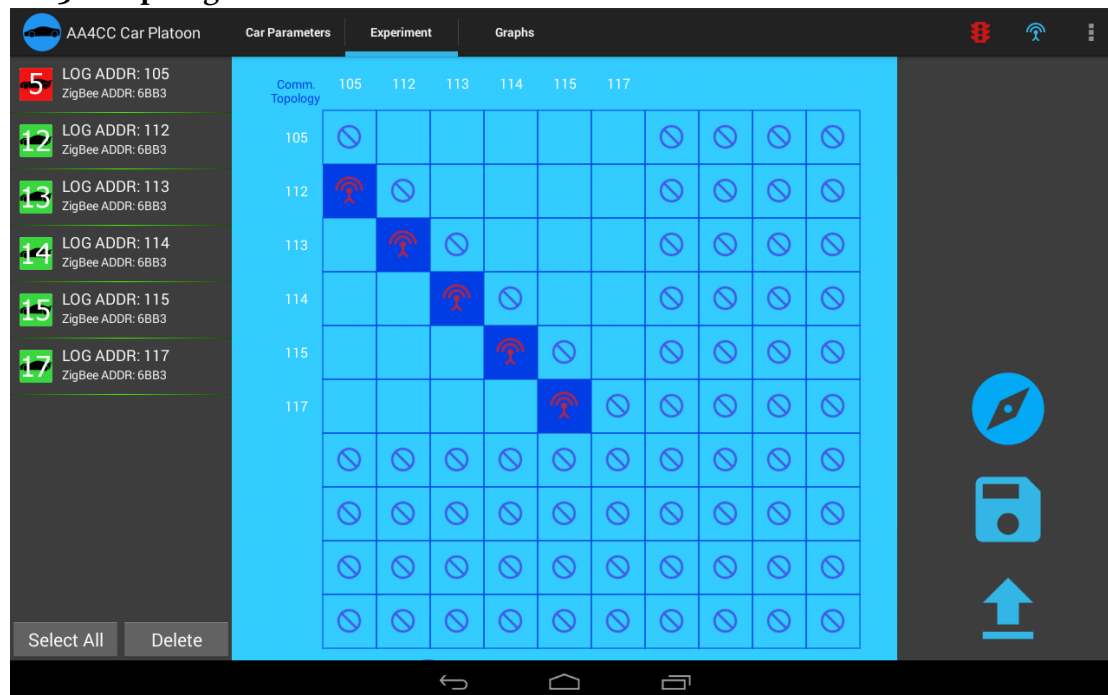 AA4CC Car Platoon
Car Parameters
Experiment
Graphs
5
LOG ADDR: 105
ZigBee ADDR: 6BB3
12
LOG ADDR: 112
ZigBee ADDR: 6BB3
13
LOG ADDR: 113
ZigBee ADDR: 6BB3
14
LOG ADDR: 114
ZigBee ADDR: 6BB3
15
LOG ADDR: 115
ZigBee ADDR: 6BB3
17
LOG ADDR: 117
ZigBee ADDR: 6BB3
Select All
Delete
Comm.
Topology
105 112 113 114 115 117
105
112
113
114
115
117